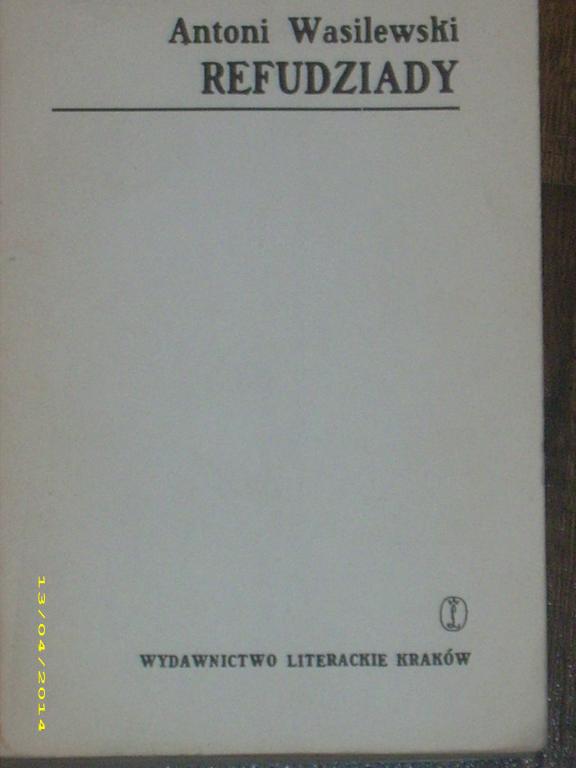 Antoni Wasilewski
REFUDZIADY
WYDAWNICTWO LITERACKIE KRAKÓW
13/04/2014